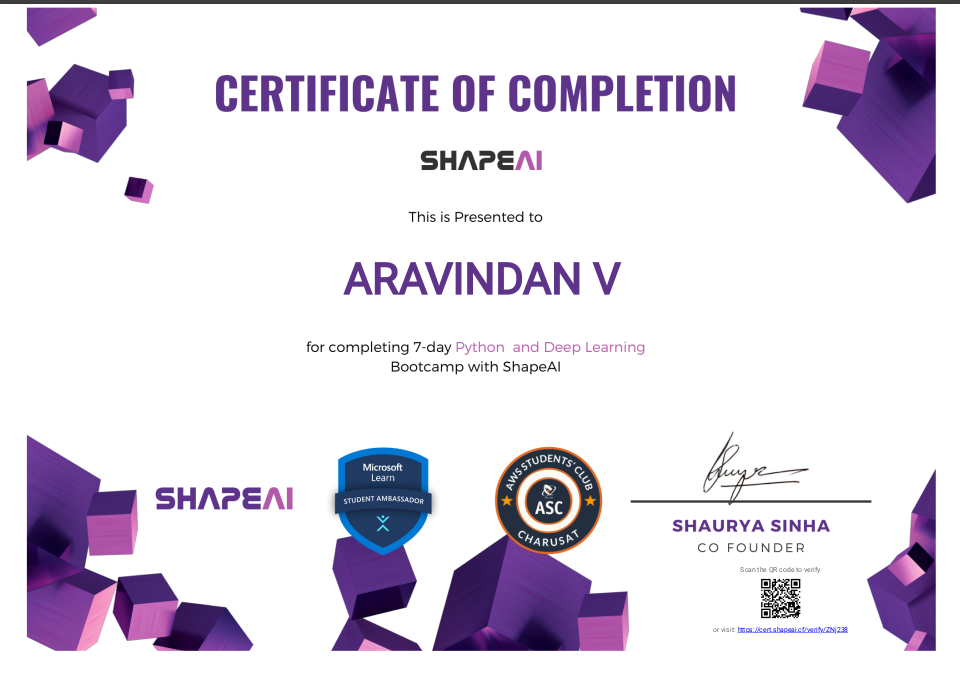 CERTIFICATE OF COMPLETION
SHAPEAI
This is Presented to
ARAVINDAN V
for completing 7-day Python and Deep Learning
Bootcamp with ShapeAI
SHAPEAI
Microsoft
Learn
STUDENT AMBASSADOR
AWS STUDENTS' CLUB
ASC
CHARUSAT
SHAURYA SINHA
CO FOUNDER
Scan the QR code to verify
or visit: https://cert.shapeai.cf/verify/ZNj238